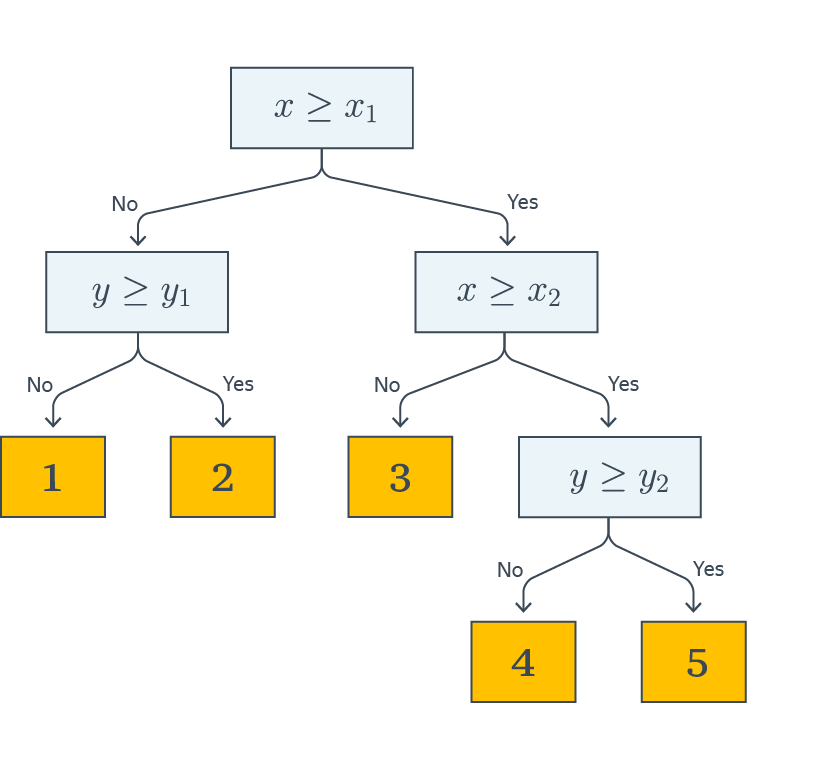 x ≥ x₁
No
Yes
y ≥ y₁
x ≥ x₂
No
Yes
No
Yes
1
2
3
y ≥ y₂
No
Yes
4
5